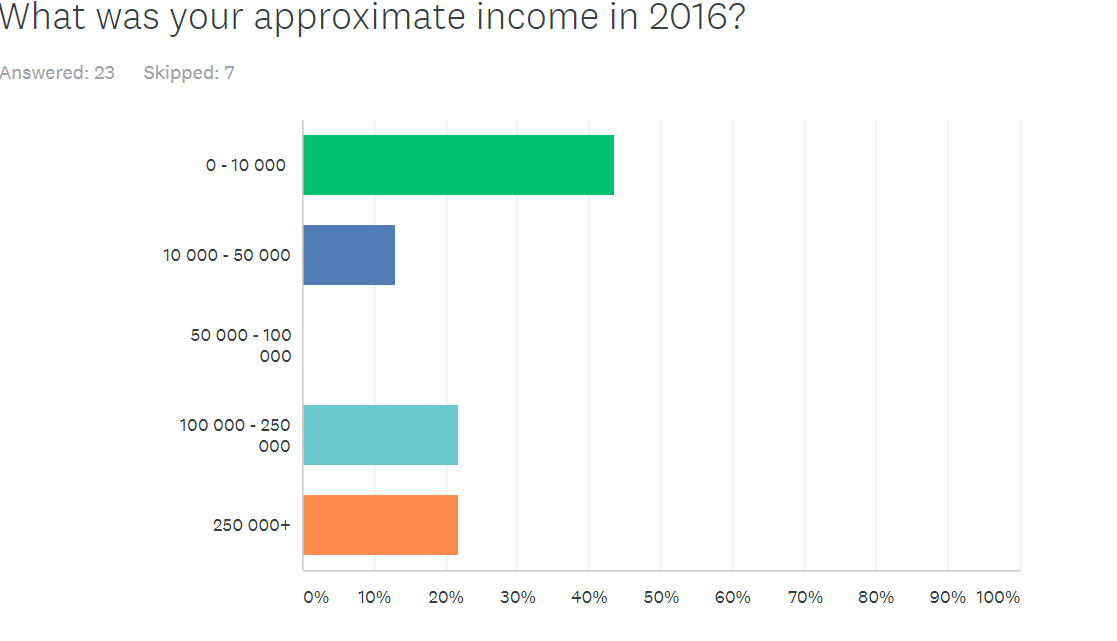 What was your approximate income in 2016?
Answered: 23 Skipped: 7
0 - 10 000
10 000 - 50 000
50 000 - 100
000
100 000 - 250
000
250 000+
0% 10% 20% 30% 40% 50% 60% 70% 80% 90% 100%